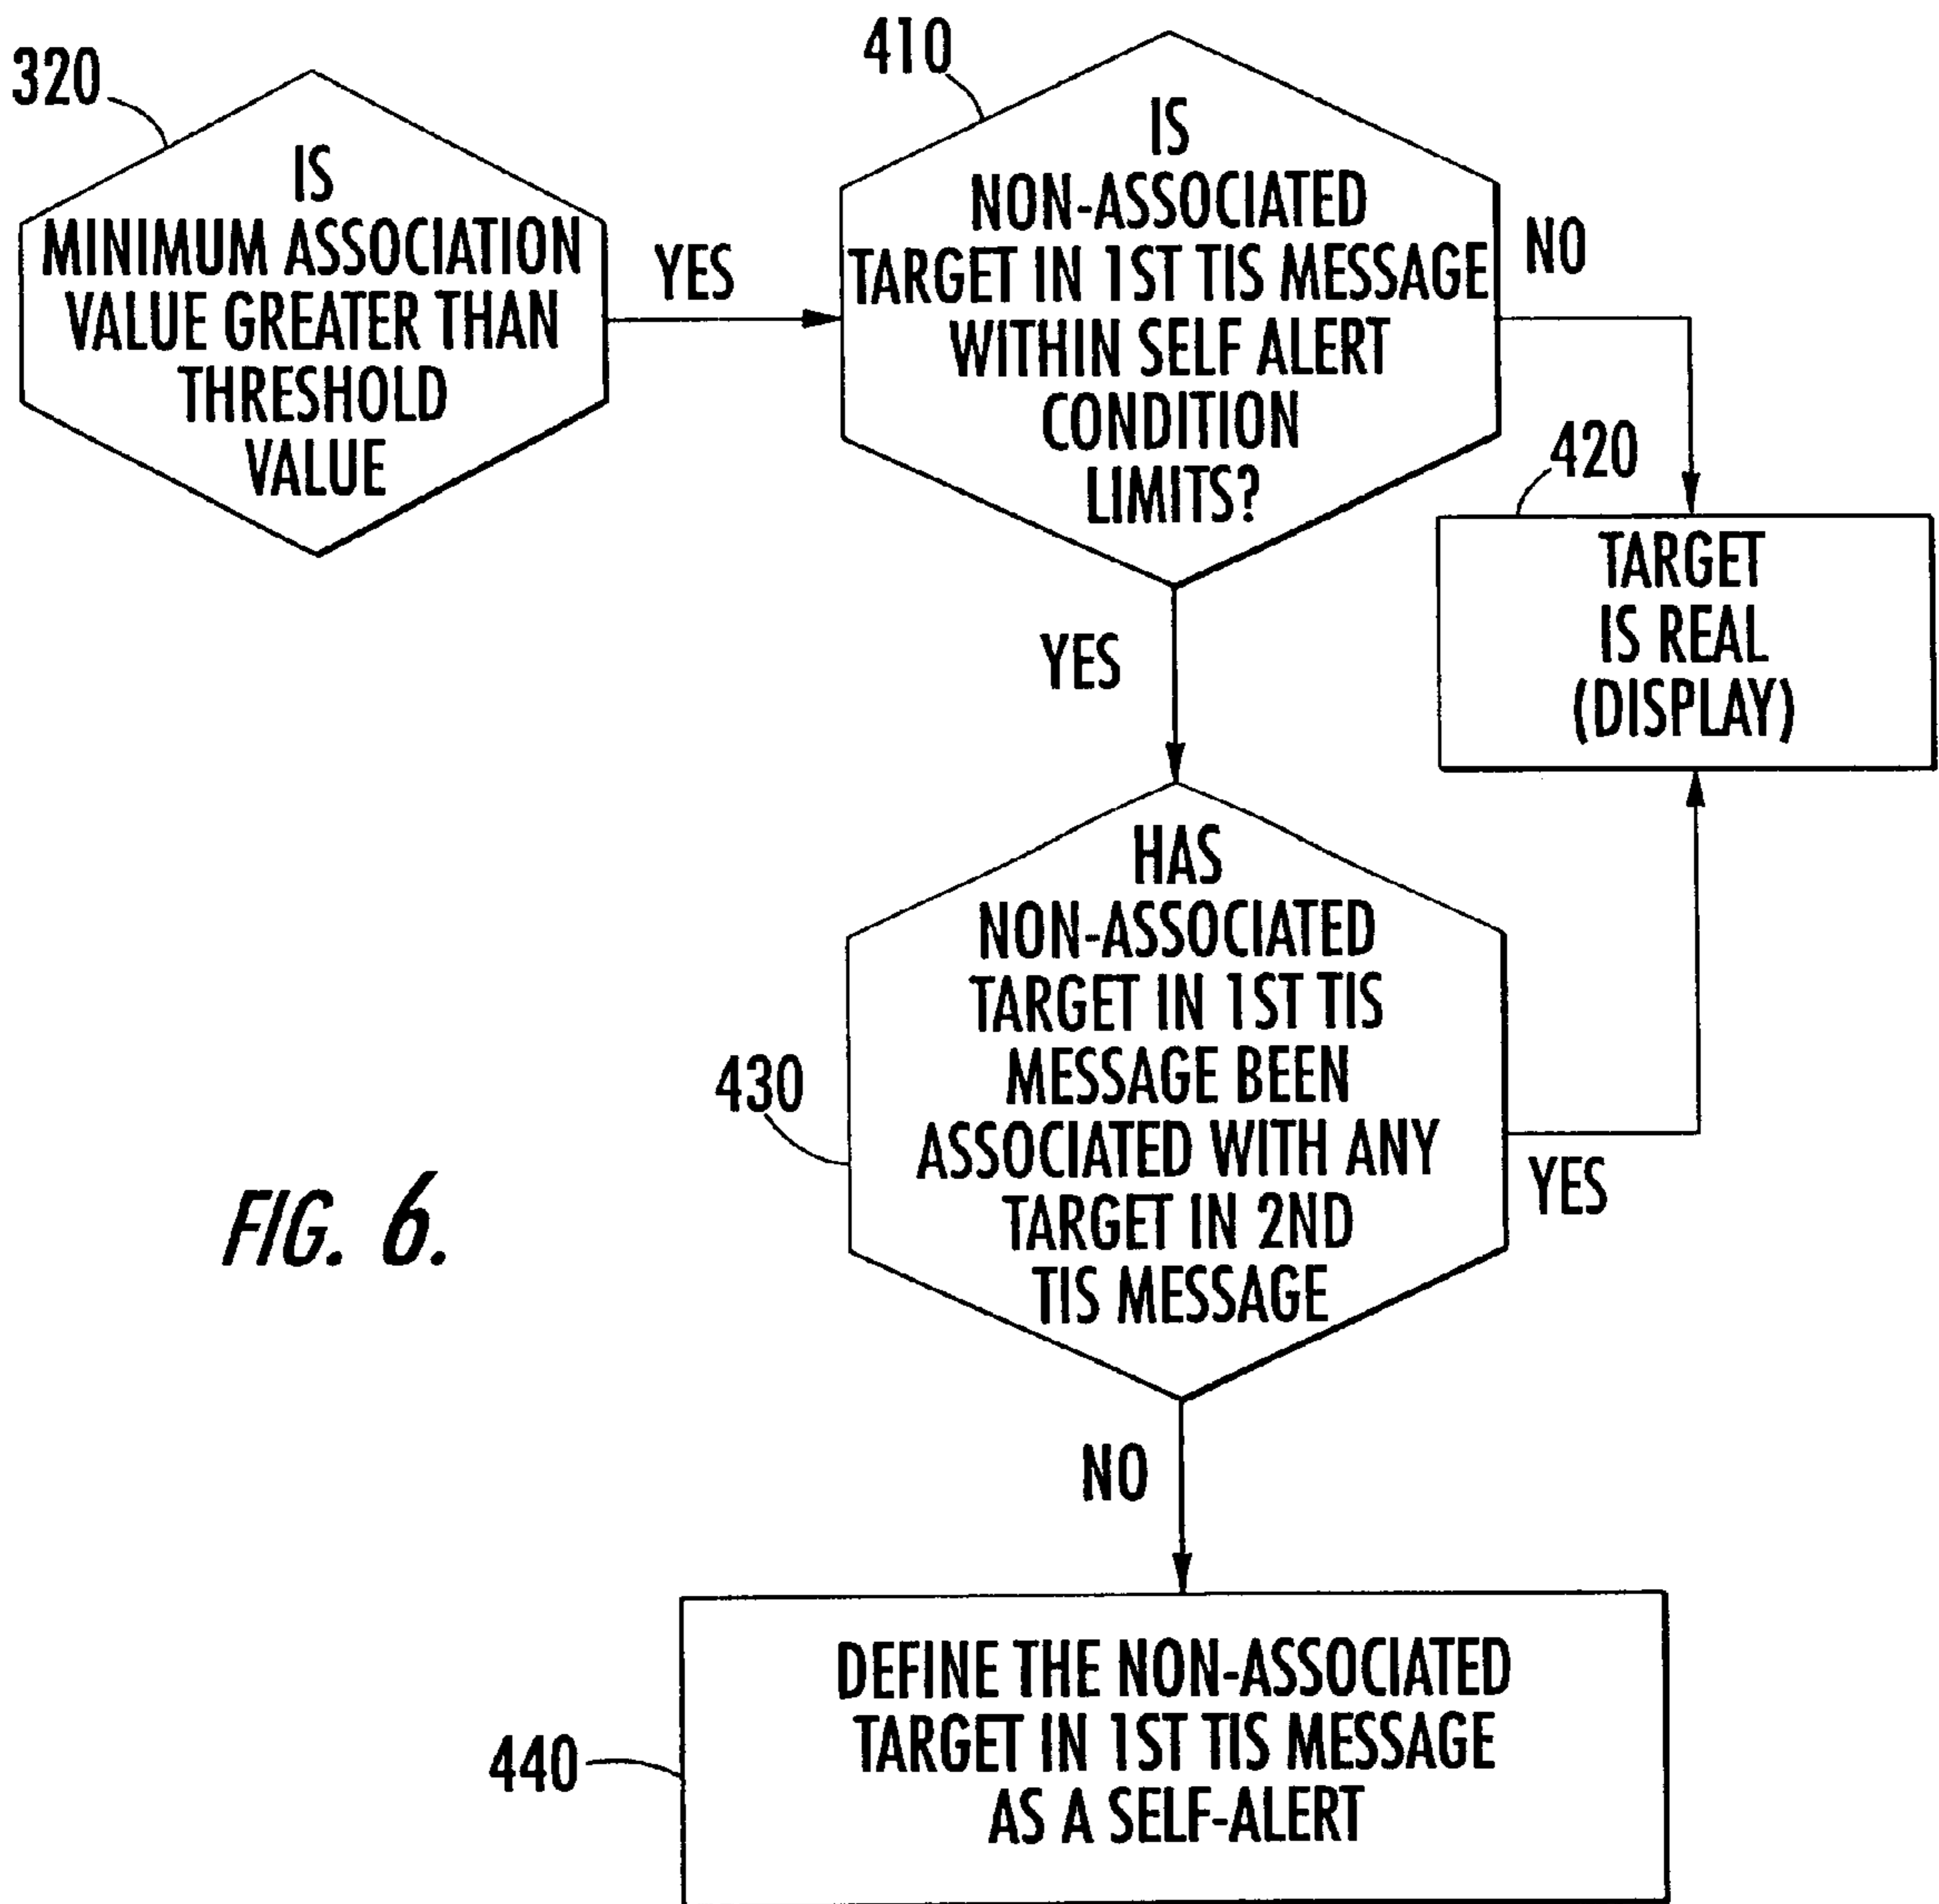 320
IS
MINIMUM ASSOCIATION
VALUE GREATER THAN
THRESHOLD
VALUE
YES
410
IS
NON-ASSOCIATED
TARGET IN 1ST TIS MESSAGE
WITHIN SELF ALERT
CONDITION
LIMITS?
NO
420
TARGET
IS REAL
(DISPLAY)
YES
430
HAS
NON-ASSOCIATED
TARGET IN 1ST TIS
MESSAGE BEEN
ASSOCIATED WITH ANY
TARGET IN 2ND
TIS MESSAGE
YES
FIG. 6.
NO
440
DEFINE THE NON-ASSOCIATED
TARGET IN 1ST TIS MESSAGE
AS A SELF-ALERT